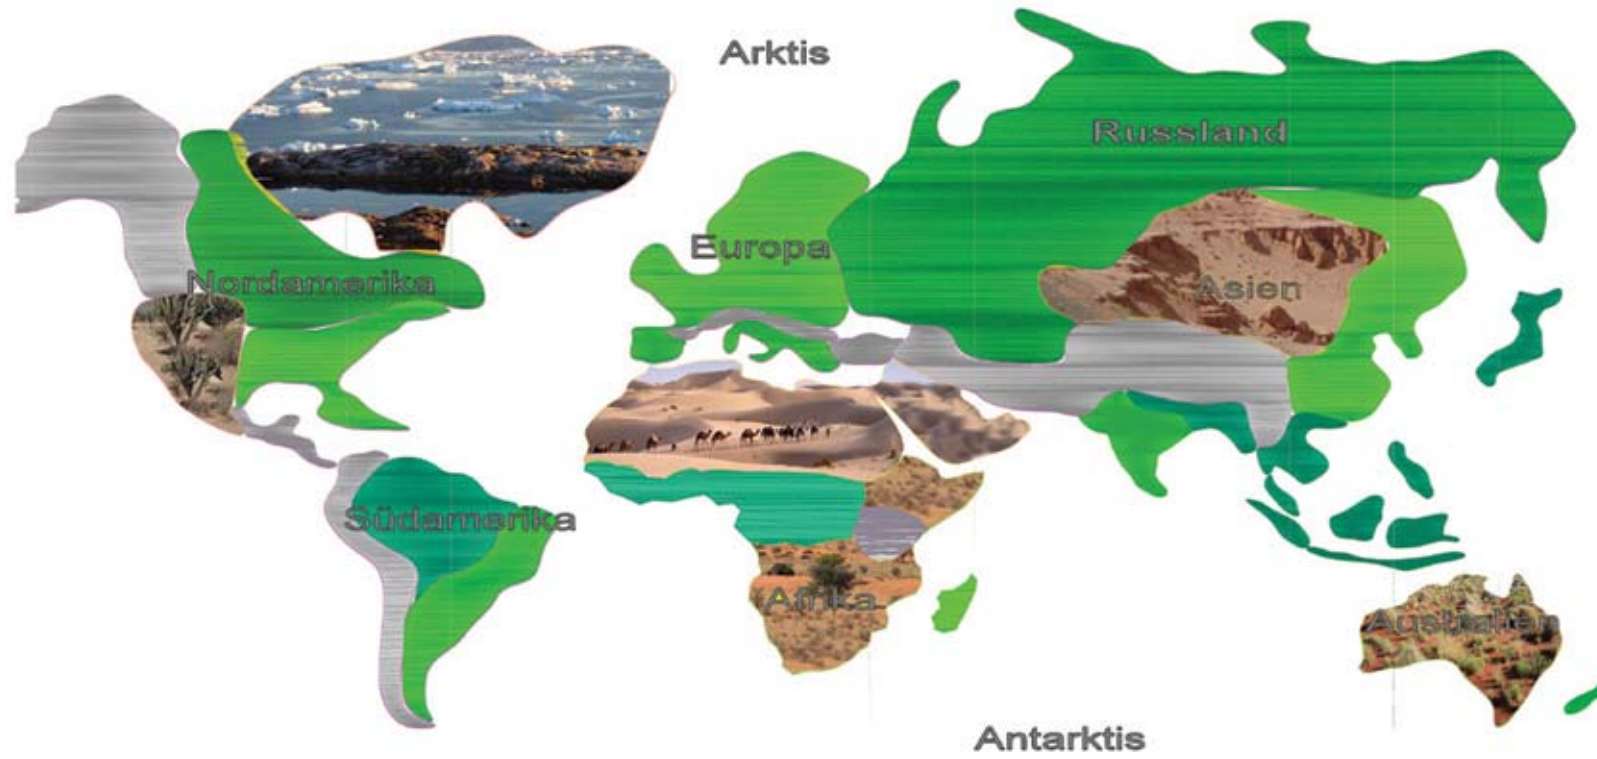 Arktis
Russland
Europa
Nordamerika
Asien
Südamerika
Afrika
Australien
Antarktis